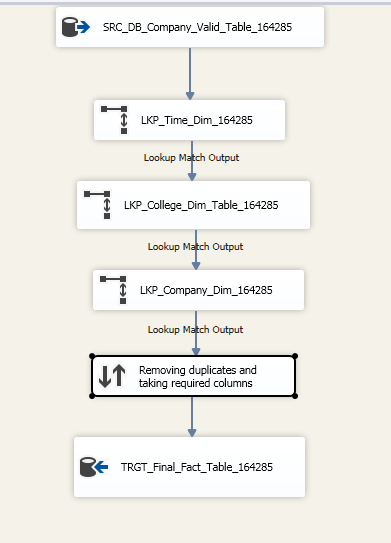 SRC_DB_Company_Valid_Table_164285
LKP_Time_Dim_164285
Lookup Match Output
LKP_College_Dim_Table_164285
Lookup Match Output
LKP_Company_Dim_164285
Lookup Match Output
Removing duplicates and
taking required columns
TRGT_Final_Fact_Table_164285